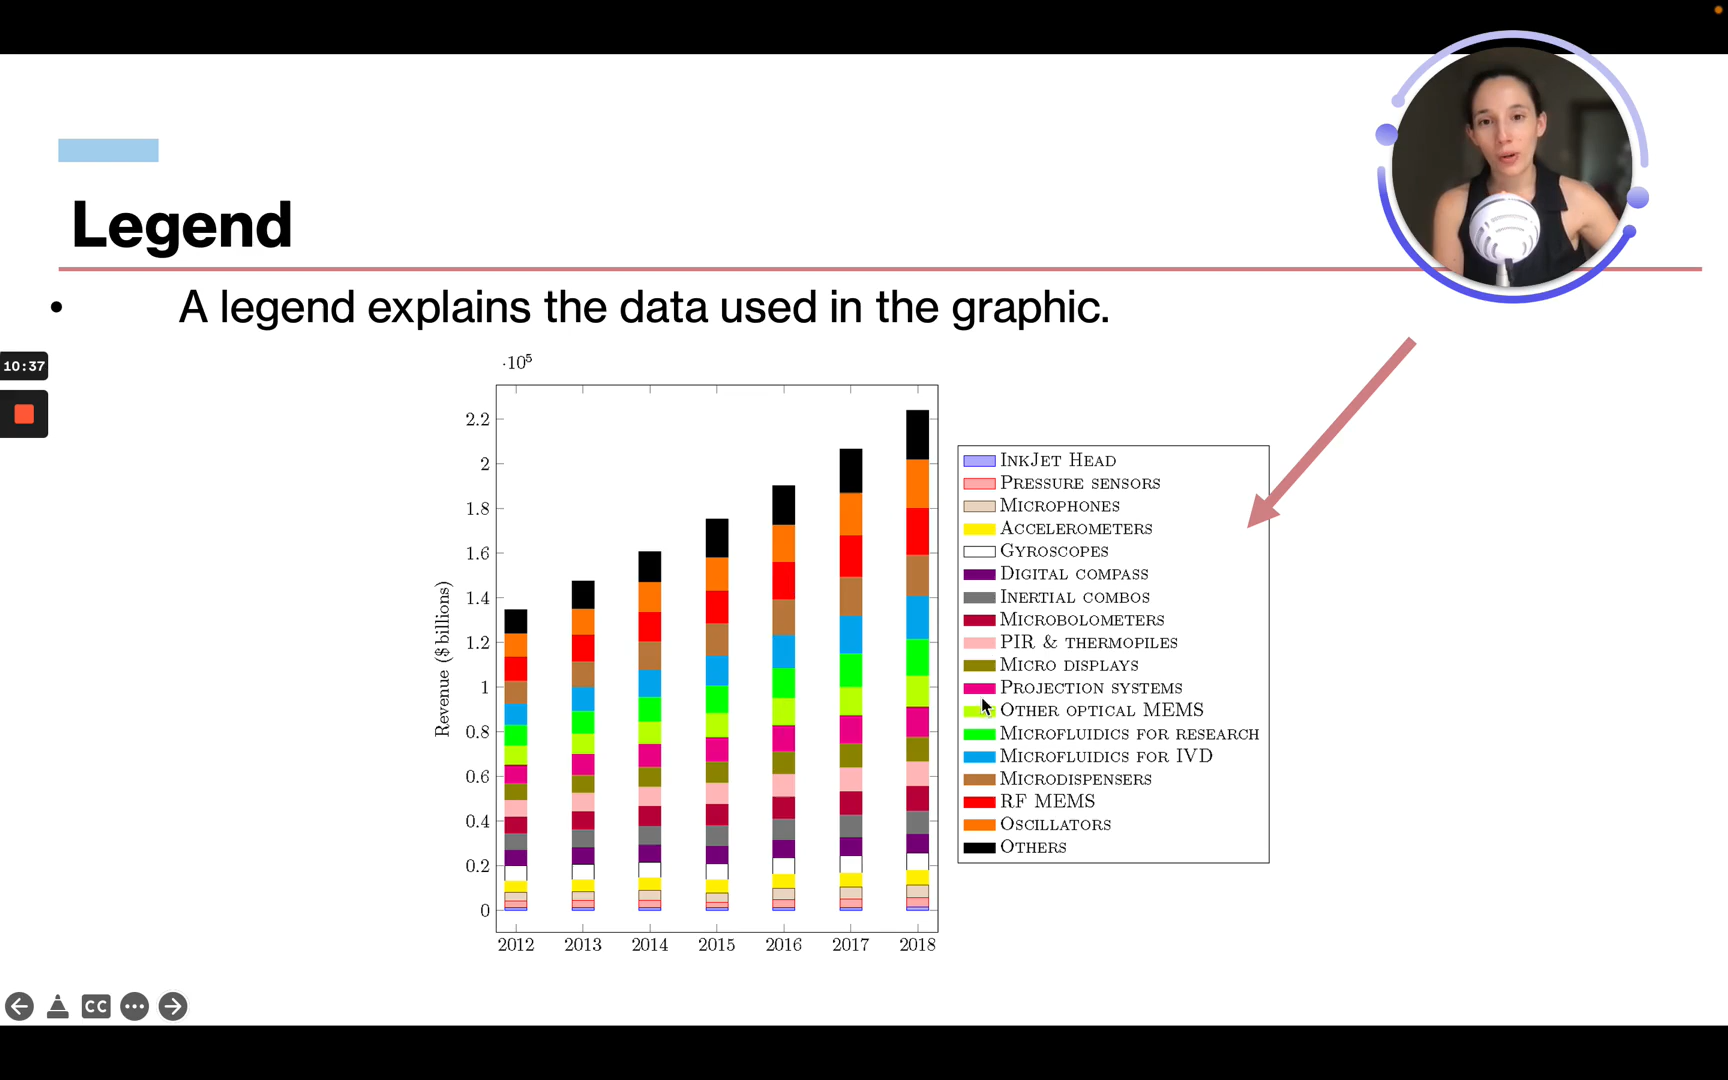 Legend
• A legend explains the data used in the graphic.
10:37
·10⁵
2.2
2
1.8
1.6
1.4
1.2
1
0.8
0.6
0.4
0.2
0
Revenue ($ billions)
2012 2013 2014 2015 2016 2017 2018
InkJet Head
Pressure sensors
Microphones
Accelerometers
Gyroscopes
Digital compass
Inertial combos
Microbolometers
PIR & thermopiles
Micro displays
Projection systems
Other optical MEMS
Microfluidics for research
Microfluidics for IVD
Microdispensers
RF MEMS
Oscillators
Others
CC